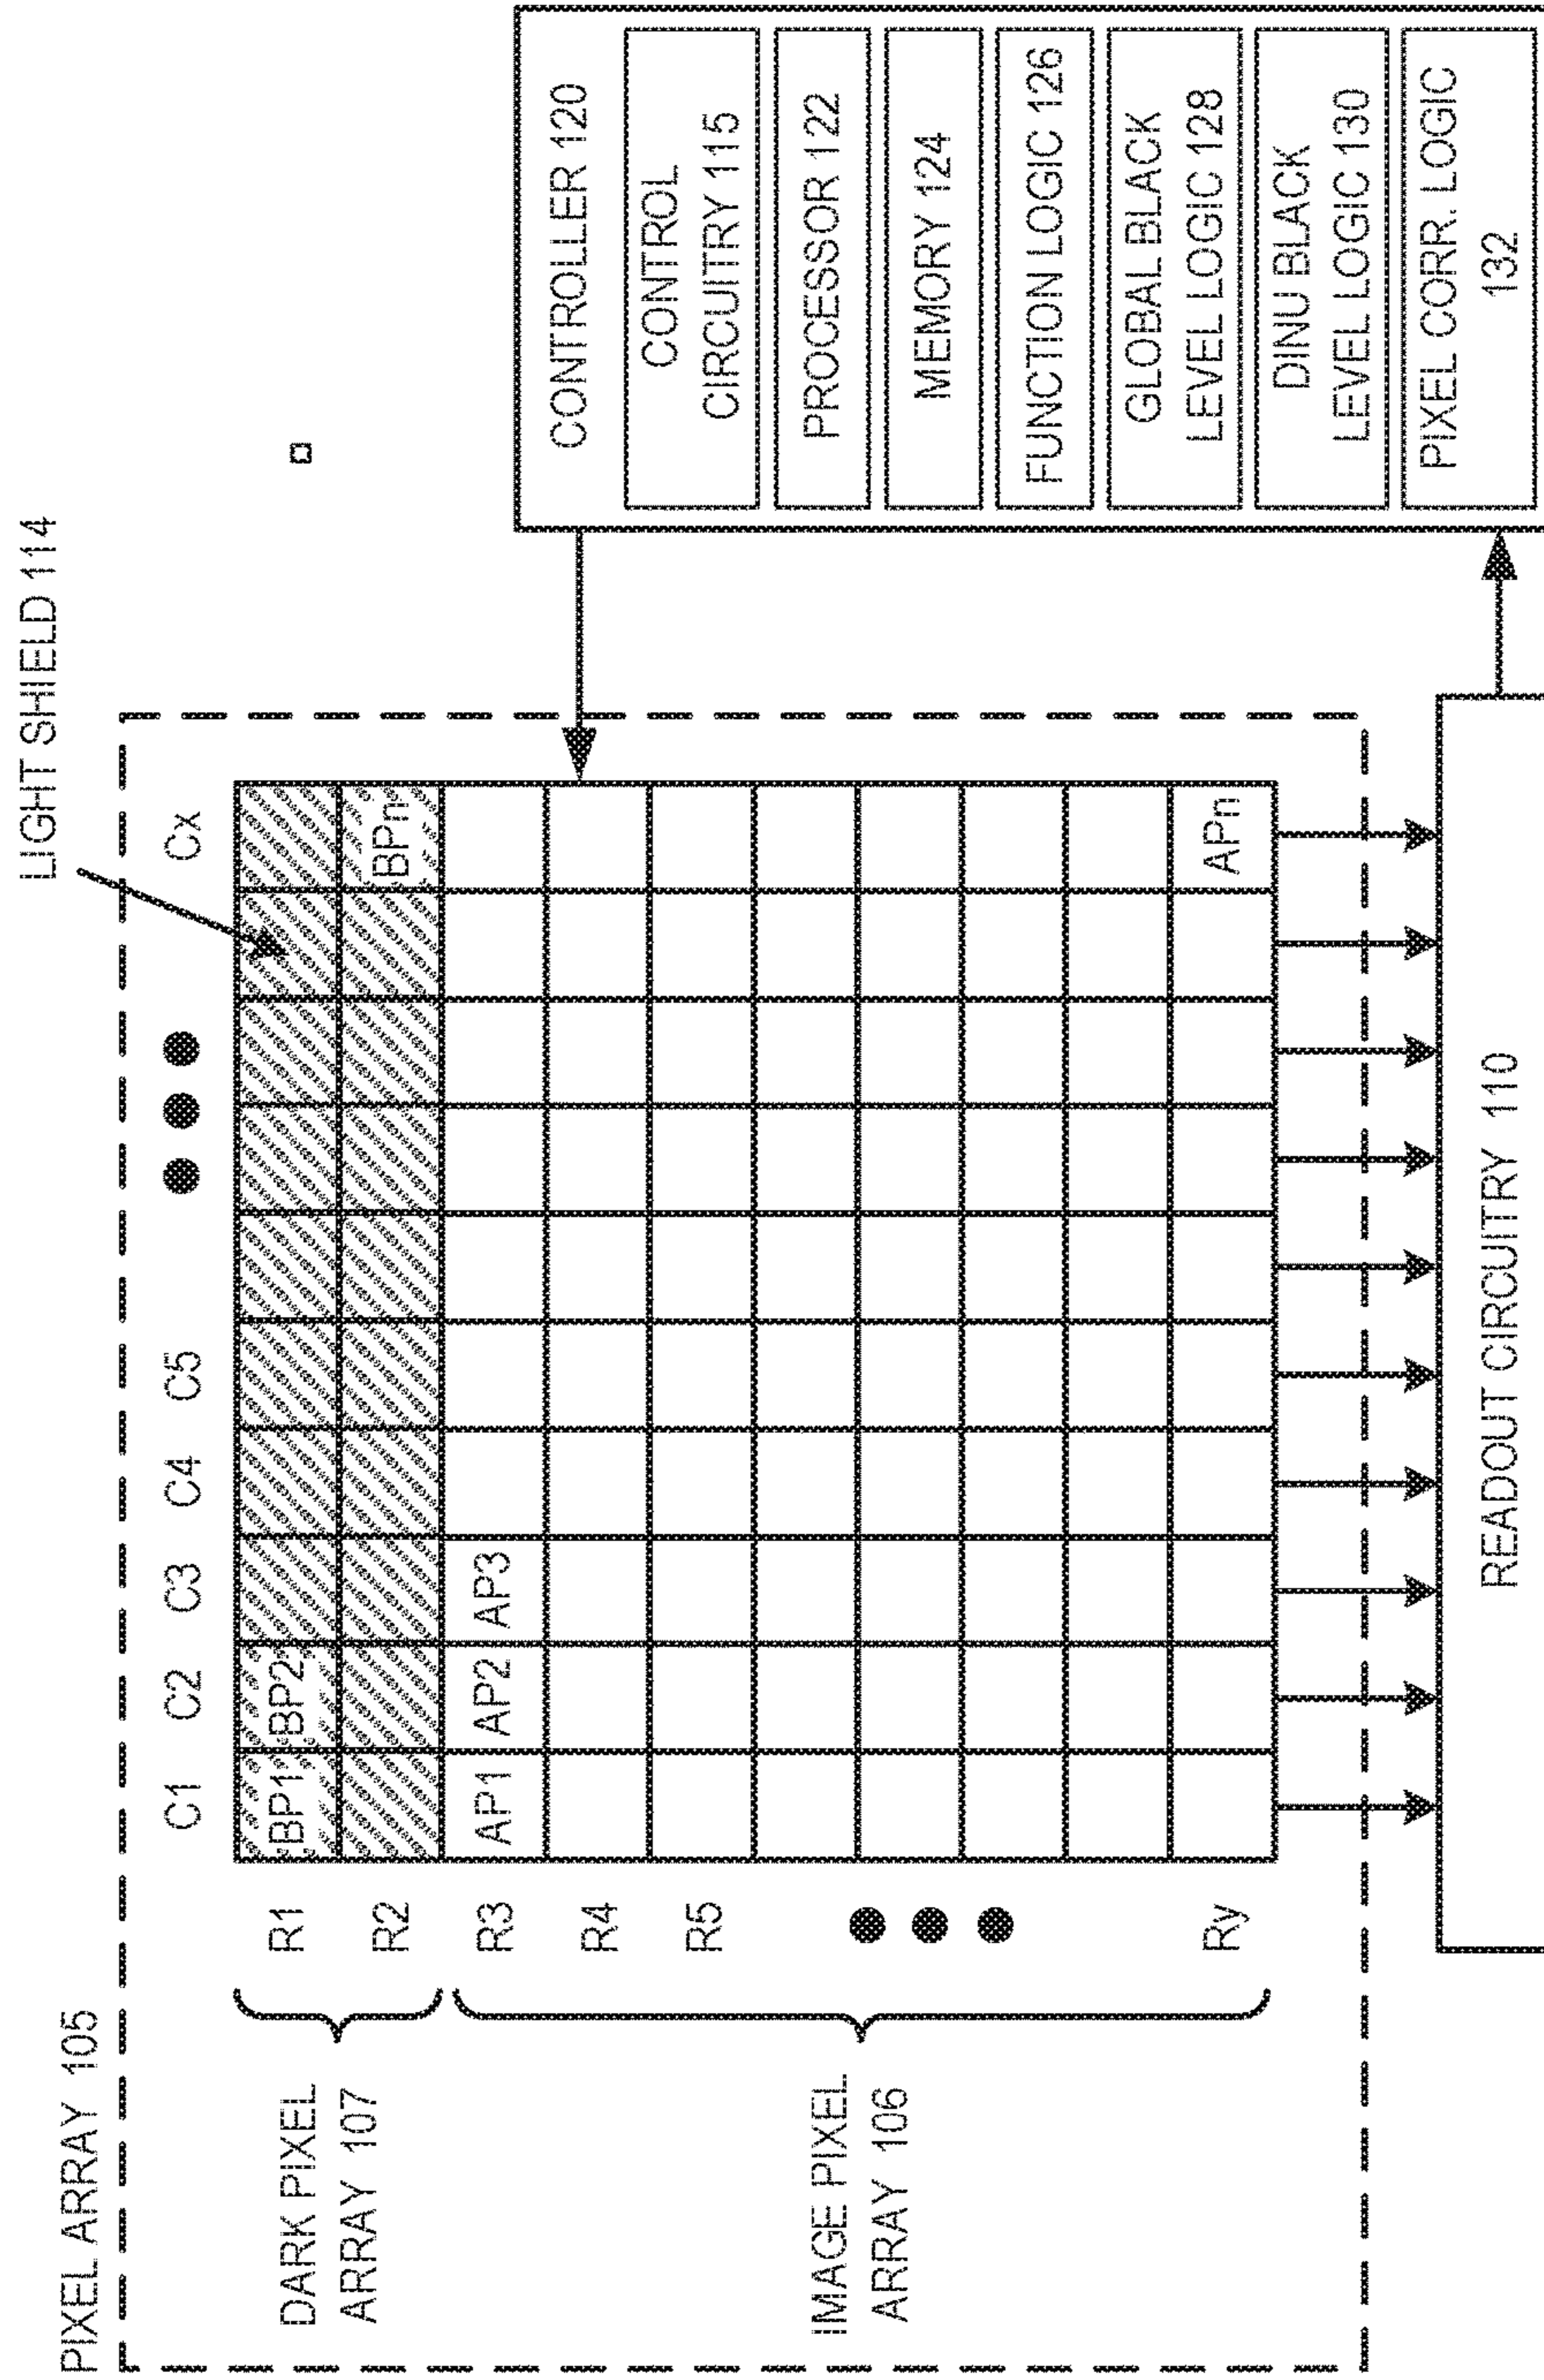 PIXEL ARRAY 105
LIGHT SHIELD 114
C1 C2 C3 C4 C5 Cx
DARK PIXEL
ARRAY 107
R1
BP1 BP2
R2
BPn
IMAGE PIXEL
ARRAY 106
R3
AP1 AP2 AP3
R4
R5
Ry
APn
READOUT CIRCUITRY 110
CONTROLLER 120
CONTROL
CIRCUITRY 115
PROCESSOR 122
MEMORY 124
FUNCTION LOGIC 126
GLOBAL BLACK
LEVEL LOGIC 128
DINU BLACK
LEVEL LOGIC 130
PIXEL CORR. LOGIC
132